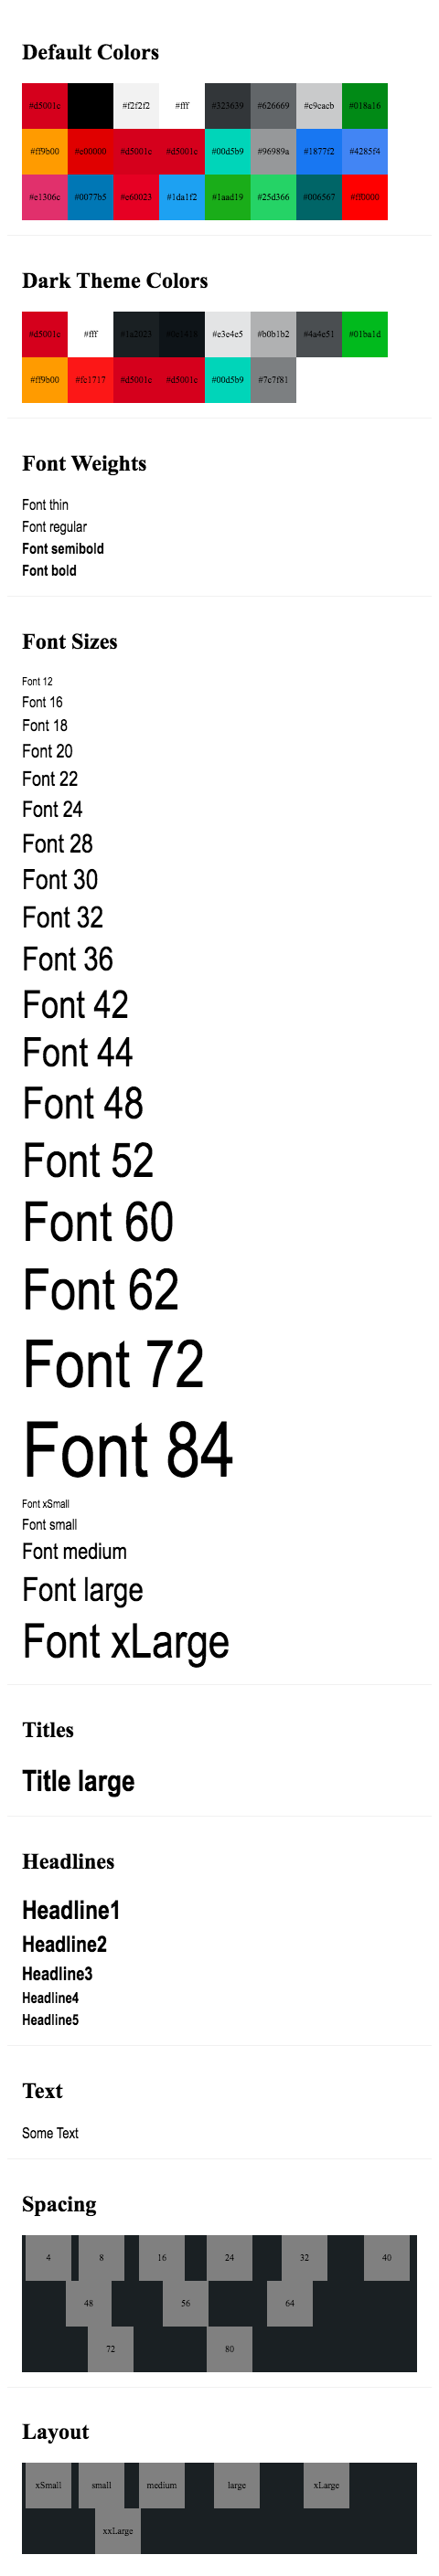 Default Colors
#d5001c #f2f2f2 #fff #323639 #626669 #c9cacb #018a16
#ff9b00 #e00000 #d5001c #d5001c #00d5b9 #96989a #1877f2 #4285f4
#e1306c #0077b5 #e60023 #1da1f2 #1aad19 #25d366 #006567 #ff0000
Dark Theme Colors
#d5001c #fff #1a2023 #0e1418 #e3e4e5 #b0b1b2 #4a4e51 #01ba1d
#ff9b00 #fc1717 #d5001c #d5001c #00d5b9 #7c7f81
Font Weights
Font thin
Font regular
Font semibold
Font bold
Font Sizes
Font 12
Font 16
Font 18
Font 20
Font 22
Font 24
Font 28
Font 30
Font 32
Font 36
Font 42
Font 44
Font 48
Font 52
Font 60
Font 62
Font 72
Font 84
Font xSmall
Font small
Font medium
Font large
Font xLarge
Titles
Title large
Headlines
Headline1
Headline2
Headline3
Headline4
Headline5
Text
Some Text
Spacing
4 8 16 24 32 40
48 56 64
72 80
Layout
xSmall small medium large xLarge
xxLarge